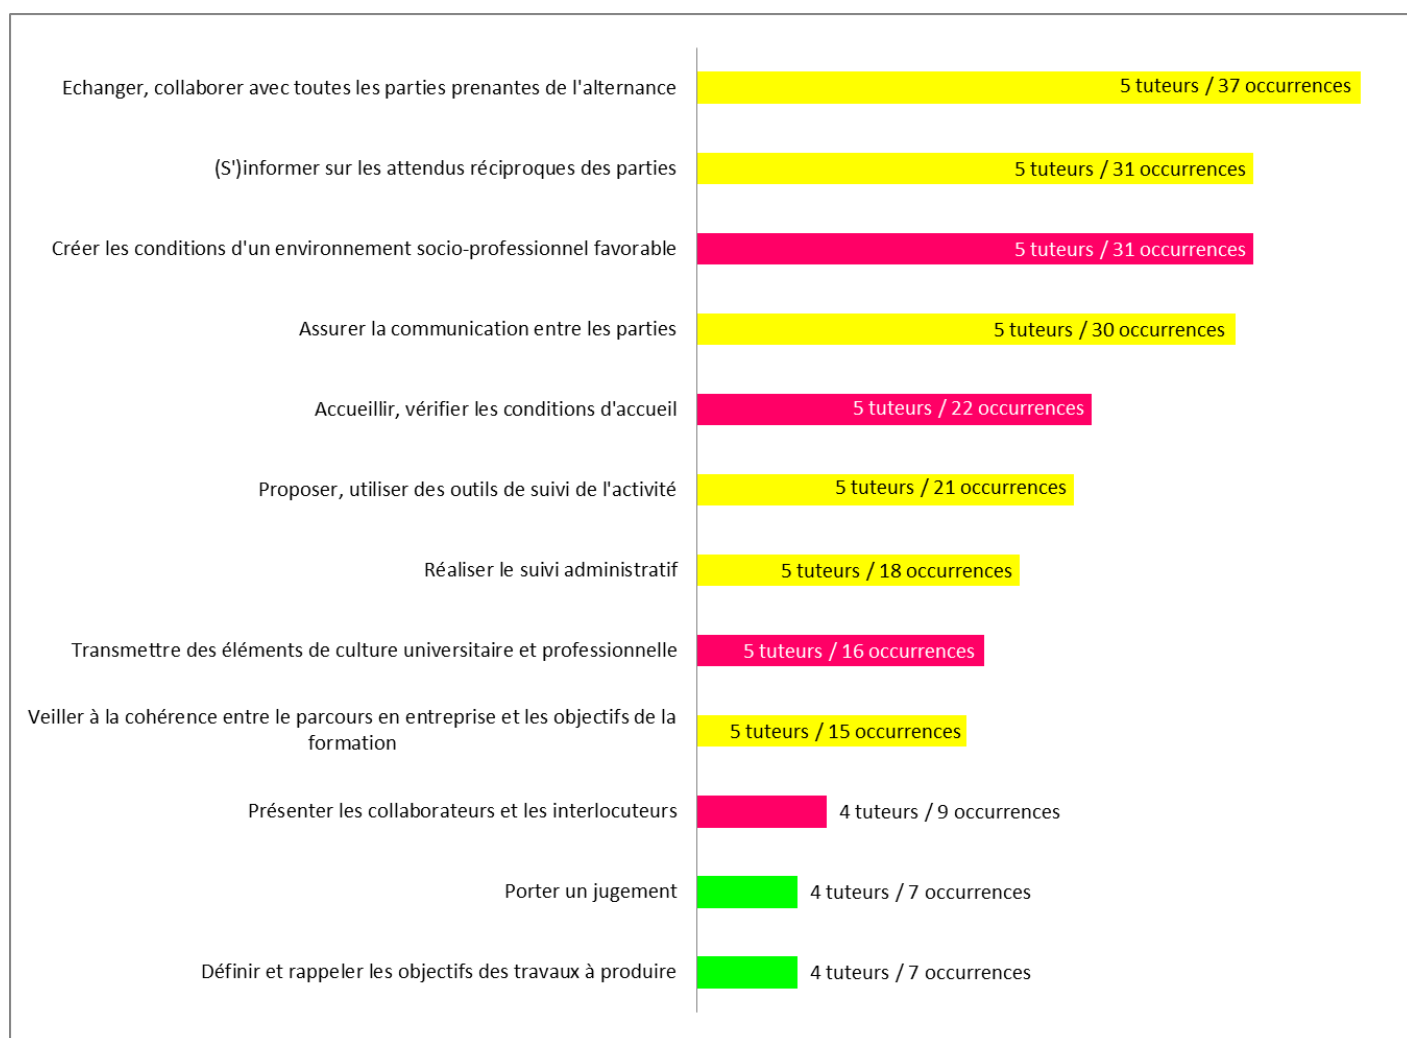 Echanger, collaborer avec toutes les parties prenantes de l'alternance
5 tuteurs / 37 occurrences
(S')informer sur les attendus réciproques des parties
5 tuteurs / 31 occurrences
Créer les conditions d'un environnement socio-professionnel favorable
5 tuteurs / 31 occurrences
Assurer la communication entre les parties
5 tuteurs / 30 occurrences
Accueillir, vérifier les conditions d'accueil
5 tuteurs / 22 occurrences
Proposer, utiliser des outils de suivi de l'activité
5 tuteurs / 21 occurrences
Réaliser le suivi administratif
5 tuteurs / 18 occurrences
Transmettre des éléments de culture universitaire et professionnelle
5 tuteurs / 16 occurrences
Veiller à la cohérence entre le parcours en entreprise et les objectifs de la
formation
5 tuteurs / 15 occurrences
Présenter les collaborateurs et les interlocuteurs
4 tuteurs / 9 occurrences
Porter un jugement
4 tuteurs / 7 occurrences
Définir et rappeler les objectifs des travaux à produire
4 tuteurs / 7 occurrences